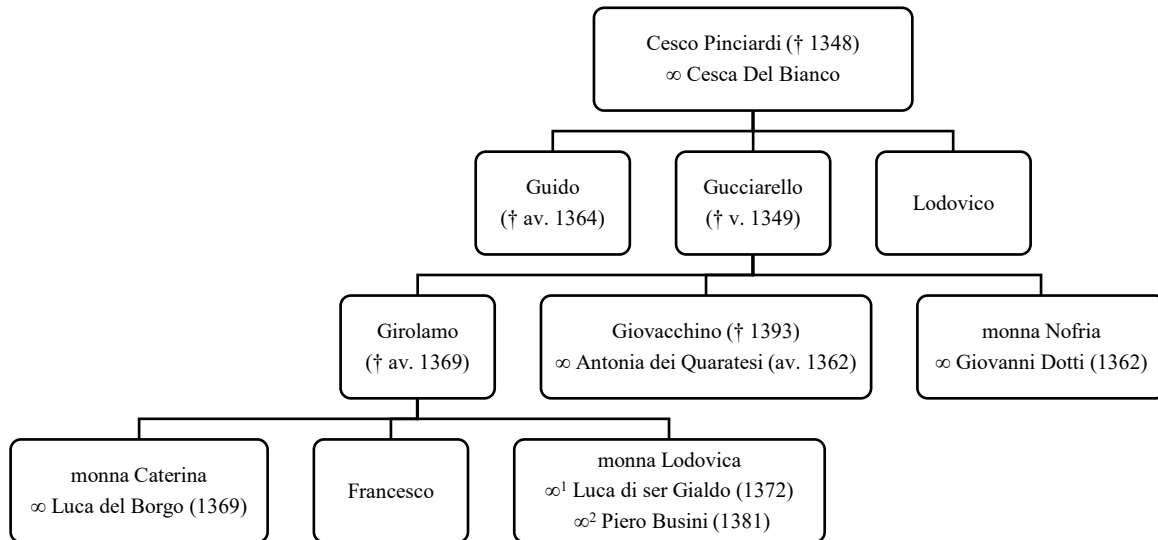 Cesco Pinciardi († 1348)
∞ Cesca Del Bianco
Guido
(† av. 1364)
Gucciarello
(† v. 1349)
Lodovico
Girolamo
(† av. 1369)
Giovacchino († 1393)
∞ Antonia dei Quaratesi (av. 1362)
monna Nofria
∞ Giovanni Dotti (1362)
monna Caterina
∞ Luca del Borgo (1369)
Francesco
monna Lodovica
∞¹ Luca di ser Gialdo (1372)
∞² Piero Busini (1381)